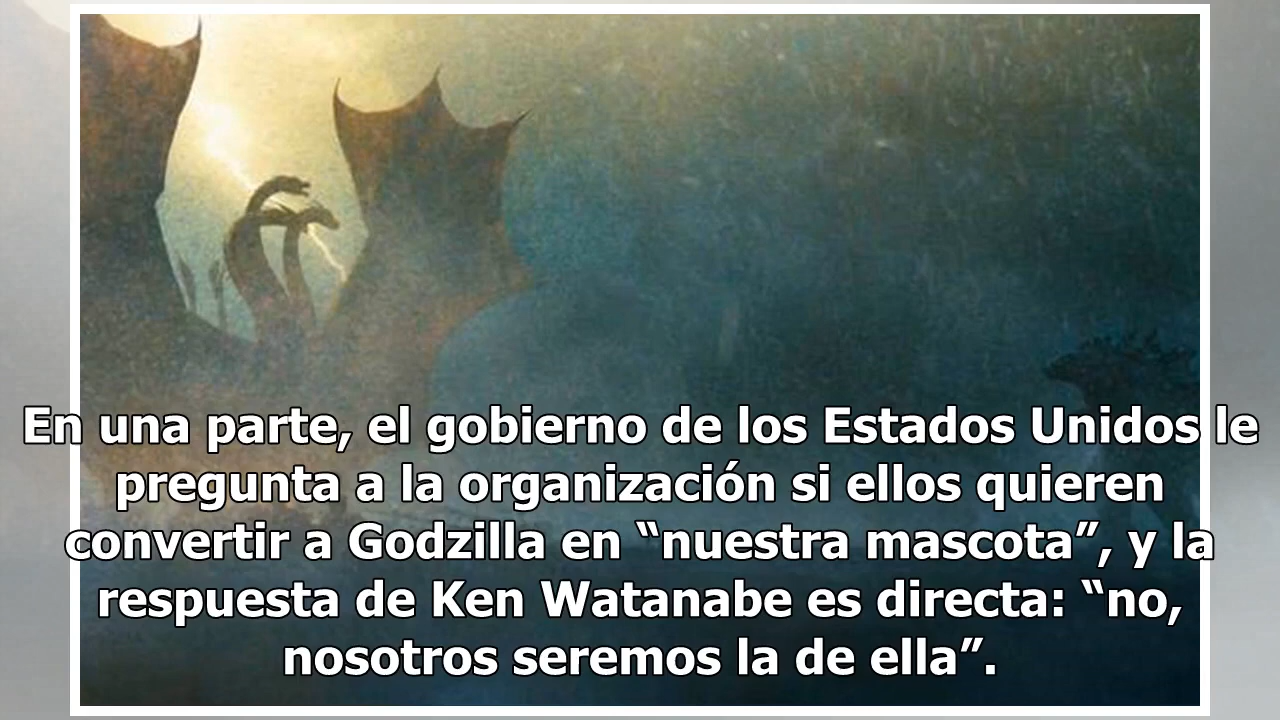 En una parte, el gobierno de los Estados Unidos le
pregunta a la organización si ellos quieren
convertir a Godzilla en “nuestra mascota”, y la
respuesta de Ken Watanabe es directa: “no,
nosotros seremos la de ella”.